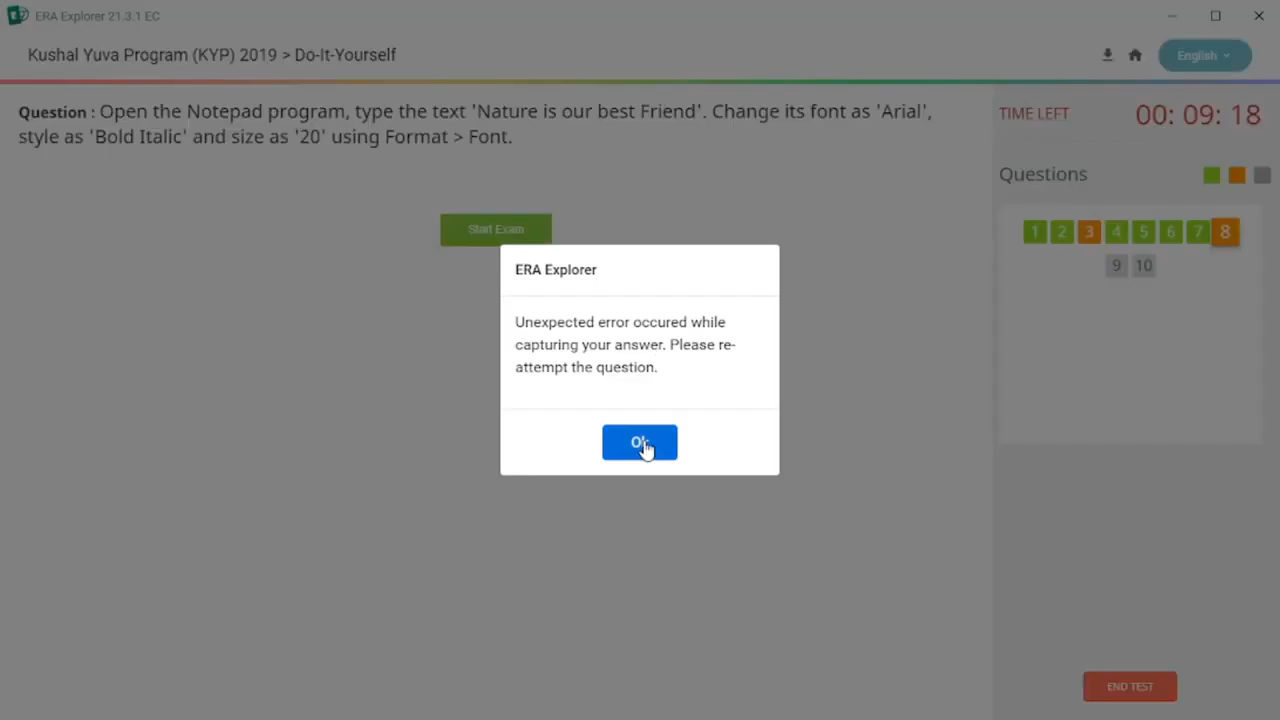 ERA Explorer 21.3.1 EC
Kushal Yuva Program (KYP) 2019 > Do-It-Yourself
English
Question : Open the Notepad program, type the text 'Nature is our best Friend'. Change its font as 'Arial',
style as 'Bold Italic' and size as '20' using Format > Font.
TIME LEFT
00: 09: 18
Questions
1 2 3 4 5 6 7 8
9 10
Start Exam
ERA Explorer
Unexpected error occured while
capturing your answer. Please re-
attempt the question.
Ok
END TEST